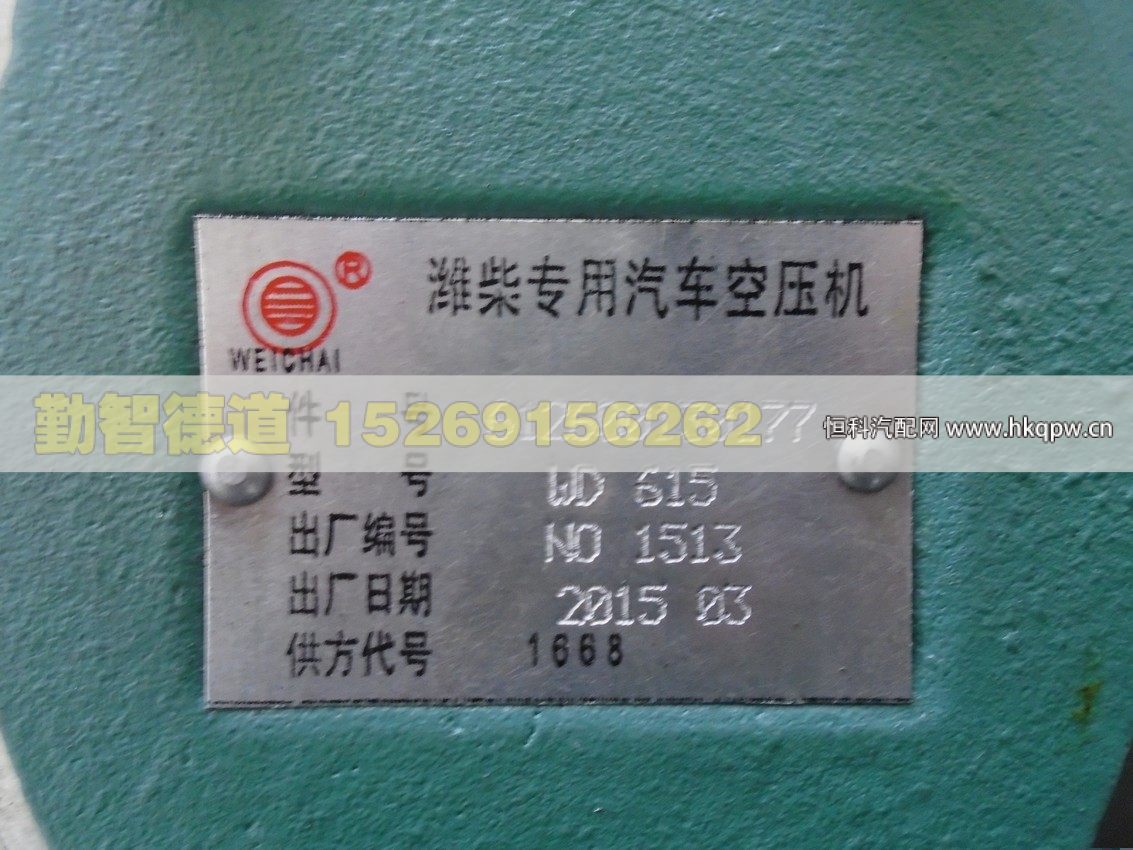 ®
潍柴专用汽车空压机
WEICHAI
件 号
勤智德道 15269156262
恒科汽配网 www.hkqpw.cn
型 号 WD 615
出厂编号 NO 1513
出厂日期 2015 03
供方代号 1668